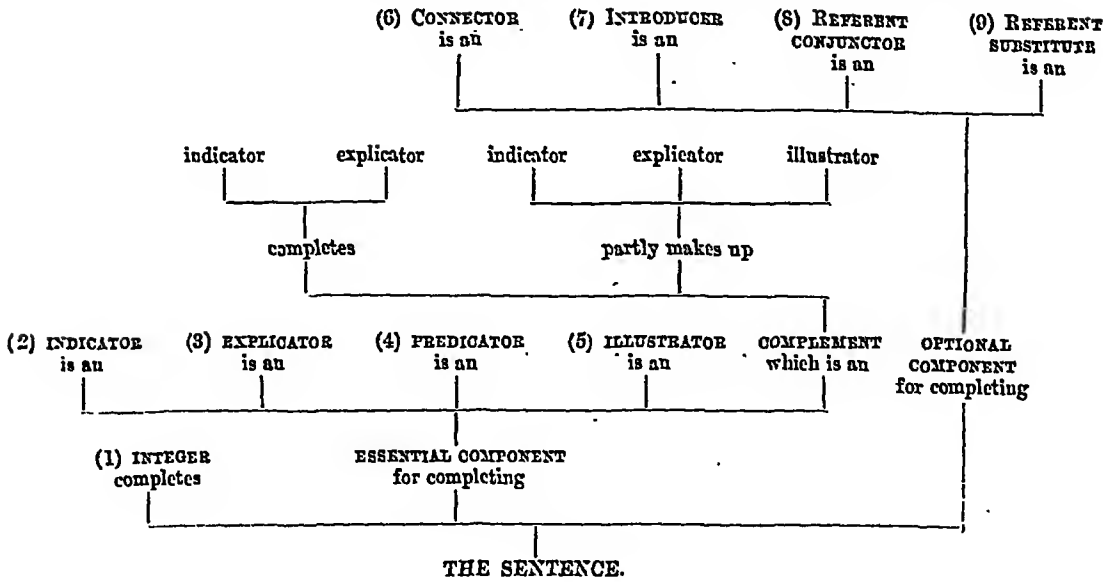 (6) CONNECTOR (7) INTRODUCER (8) REFERENT (9) REFERENT
is an is an CONJUNCTOR SUBSTITUTE
is an is an
indicator explicator indicator explicator illustrator
completes partly makes up
(2) INDICATOR (3) EXPLICATOR (4) PREDICATOR (5) ILLUSTRATOR COMPLEMENT OPTIONAL
is an is an is an is an which is an COMPONENT
for completing
(1) INTEGER ESSENTIAL COMPONENT
completes for completing
THE SENTENCE.